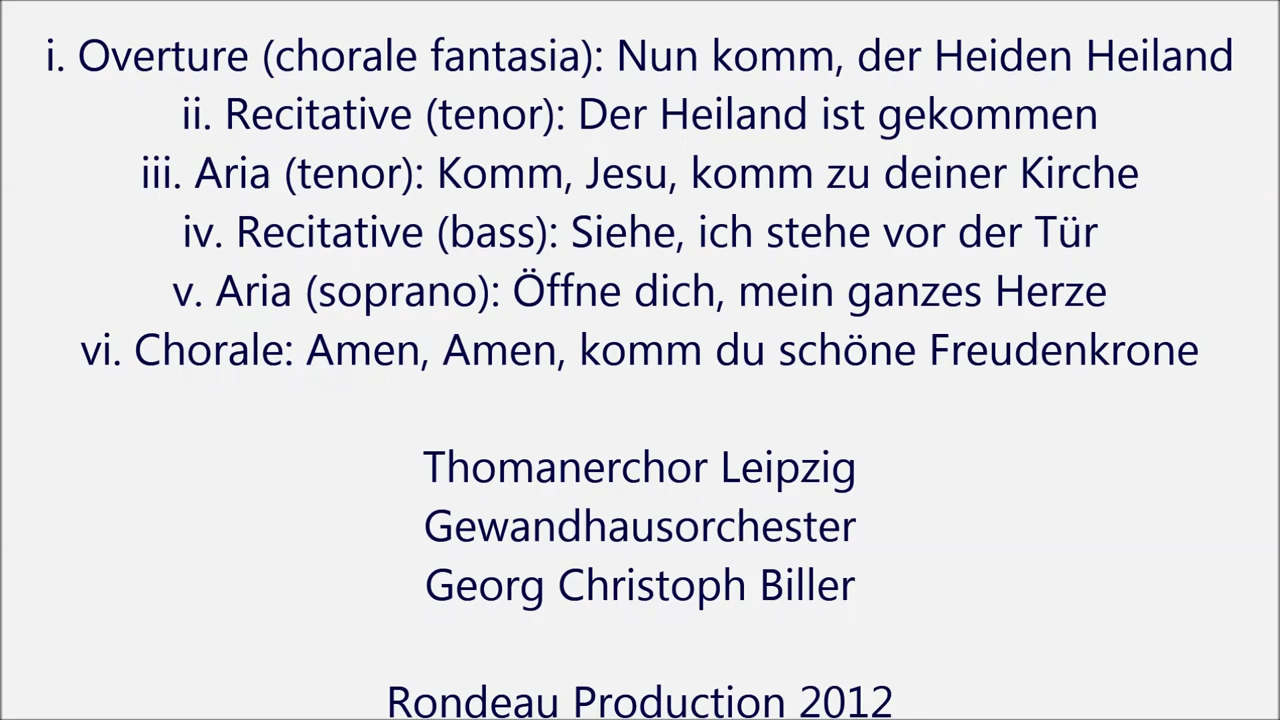 i. Overture (chorale fantasia): Nun komm, der Heiden Heiland
ii. Recitative (tenor): Der Heiland ist gekommen
iii. Aria (tenor): Komm, Jesu, komm zu deiner Kirche
iv. Recitative (bass): Siehe, ich stehe vor der Tür
v. Aria (soprano): Öffne dich, mein ganzes Herze
vi. Chorale: Amen, Amen, komm du schöne Freudenkrone
Thomanerchor Leipzig
Gewandhausorchester
Georg Christoph Biller
Rondeau Production 2012